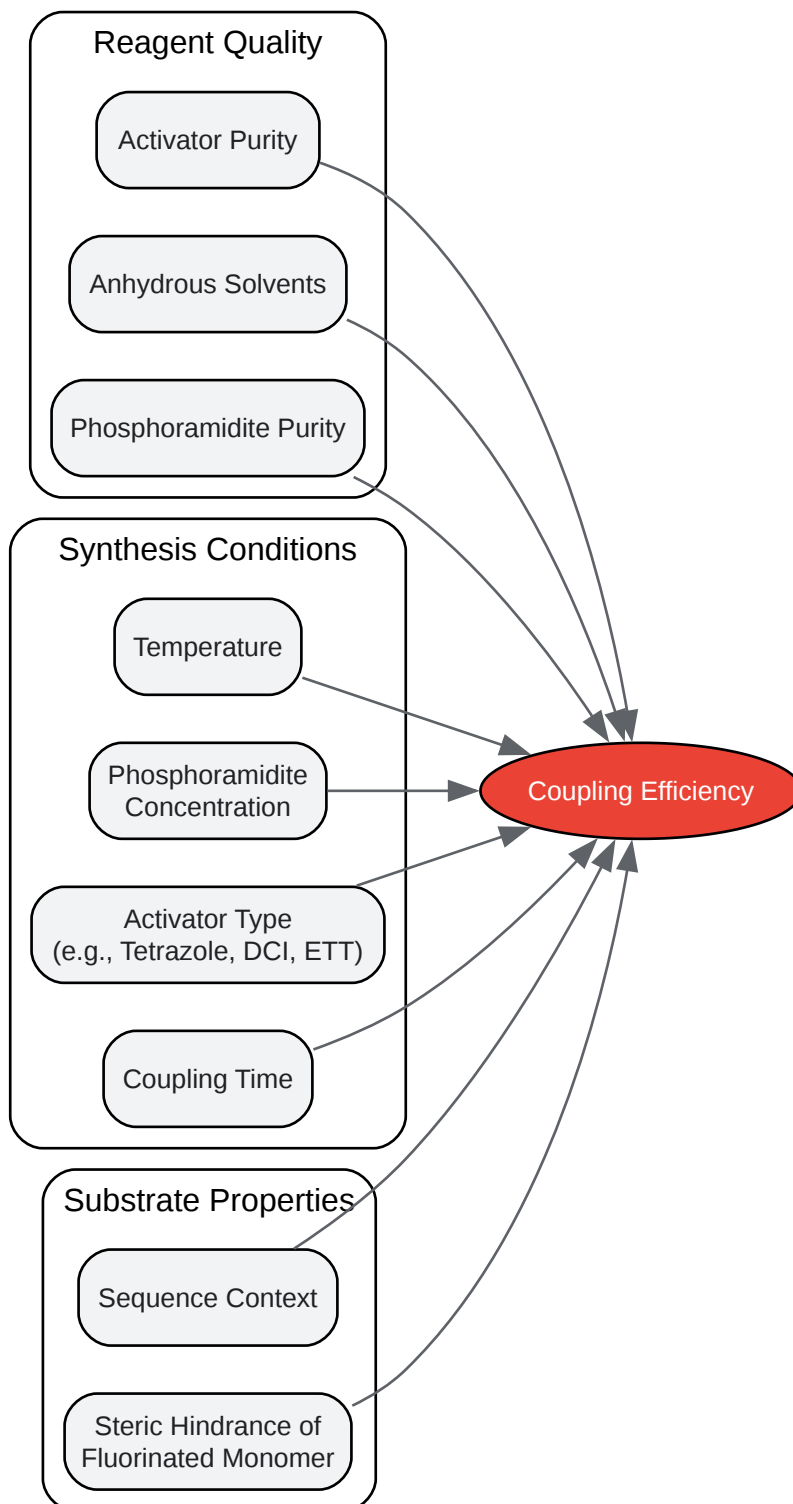 Reagent Quality
Activator Purity
Anhydrous Solvents
Phosphoramidite Purity
Synthesis Conditions
Temperature
Phosphoramidite
Concentration
Coupling Efficiency
Activator Type
(e.g., Tetrazole, DCI, ETT)
Coupling Time
Substrate Properties
Sequence Context
Steric Hindrance of
Fluorinated Monomer